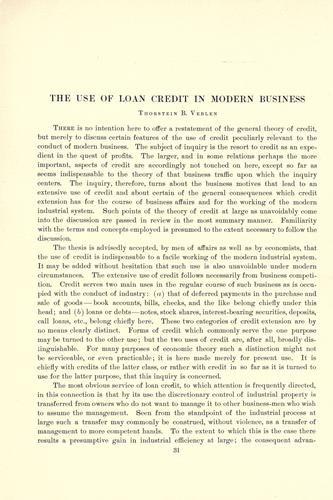 THE USE OF LOAN CREDIT IN MODERN BUSINESS
THORSTEIN B. VEBLEN
THERE is no intention here to offer a restatement of the general theory of credit,
but merely to discuss certain features of the use of credit peculiarly relevant to the
conduct of modern business. The subject of inquiry is the resort to credit as an expe-
dient in the quest of profits. The larger, and in some relations perhaps the more
important, aspects of credit are accordingly not touched on here, except so far as
seems indispensable to the theory of that business traffic upon which the inquiry
centers. The inquiry, therefore, turns about the business motives that lead to an
extensive use of credit and about certain of the general consequences which credit
extension has for the course of business affairs and for the working of the modern
industrial system. Such points of the theory of credit at large as unavoidably come
into the discussion are passed in review in the most summary manner. Familiarity
with the terms and concepts employed is presumed to the extent necessary to follow the
discussion.
The thesis is advisedly accepted, by men of affairs as well as by economists, that
the use of credit is indispensable to a facile working of the modern industrial system.
It may be added without hesitation that such use is also unavoidable under modern
circumstances. The extensive use of credit follows necessarily from business competi-
tion. Credit serves two main uses in the regular course of such business as is occu-
pied with the conduct of industry: (a) that of deferred payments in the purchase and
sale of goods — book accounts, bills, checks, and the like belong chiefly under this
head; and (b) loans or debts — notes, stock shares, interest-bearing securities, deposits,
call loans, etc., belong chiefly here. These two categories of credit extension are by
no means clearly distinct. Forms of credit which commonly serve the one purpose
may be turned to the other use; but the two uses of credit are, after all, broadly dis-
tinguishable. For many purposes of economic theory such a distinction might not
be serviceable, or even practicable; it is here made merely for present use. It is
chiefly with credits of the latter class, or rather with credit in so far as it is turned to
use for the latter purpose, that this inquiry is concerned.
The most obvious service of loan credit, to which attention is frequently directed,
in this connection is that by its use the discretionary control of industrial property is
transferred from owners who do not want to manage it to other business-men who wish
to assume the management. Seen from the standpoint of the industrial process at
large such a transfer may commonly be construed, without violence, as a transfer of
management to more competent hands. To the extent to which this is the case there
results a presumptive gain in industrial efficiency at large; the consequent advan-
31